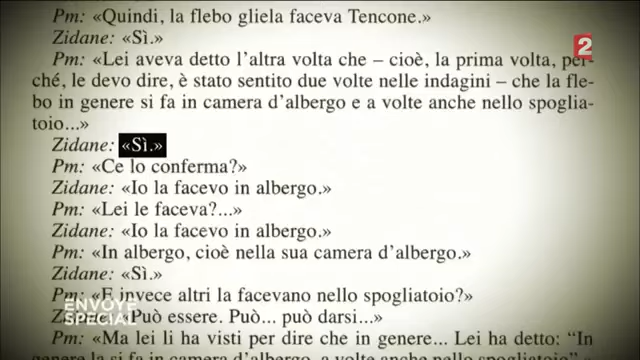 Pm: «Quindi, la flebo gliela faceva Tencone.»
Zidane: «Sì.»
2
Pm: «Lei aveva detto l'altra volta che – cioè, la prima volta, per-
ché, le devo dire, è stato sentito due volte nelle indagini – che la fle-
bo in genere si fa in camera d'albergo e a volte anche nello spoglia-
toio...»
Zidane: «Sì.»
Pm: «Ce lo conferma?»
Zidane: «Io la facevo in albergo.»
Pm: «Lei le faceva?...»
Zidane: «Io la facevo in albergo.»
Pm: «In albergo, cioè nella sua camera d'albergo.»
Zidane: «Sì.»
Pm: «E invece altri la facevano nello spogliatoio?»
ENVOYÉ
Zidane: «Può essere. Può... può darsi...»
SPÉCIAL
Pm: «Ma lei li ha visti per dire che in genere... Lei ha detto: “In
genere la si fa in camera d'albergo, a volte anche nello spogliatoio”